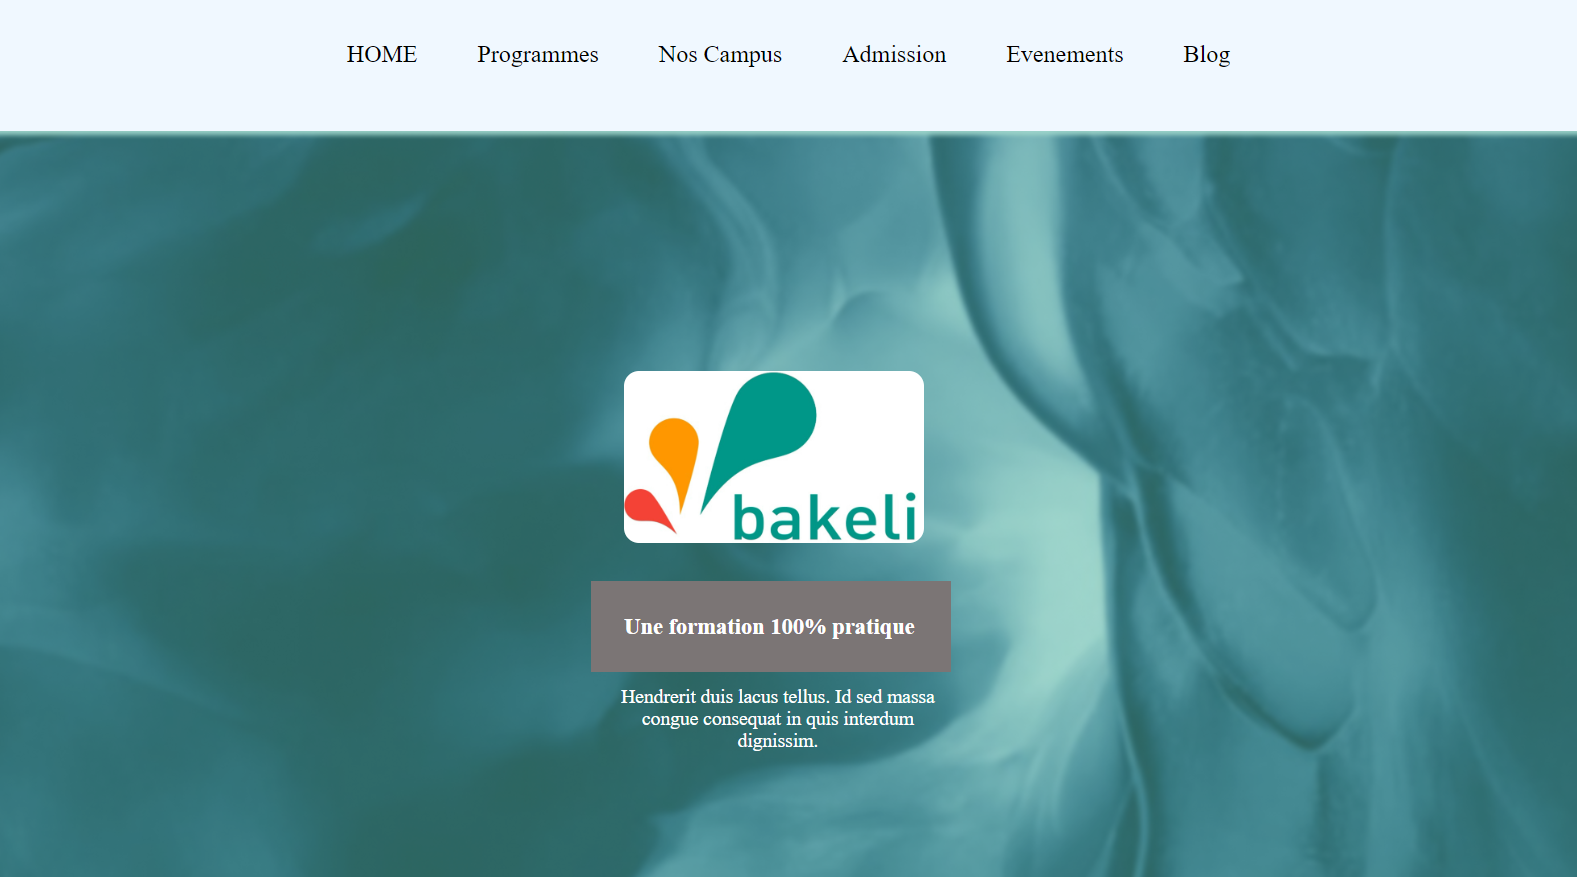 HOME Programmes Nos Campus Admission Evenements Blog
bakeli
Une formation 100% pratique
Hendrerit duis lacus tellus. Id sed massa
congue consequat in quis interdum
dignissim.